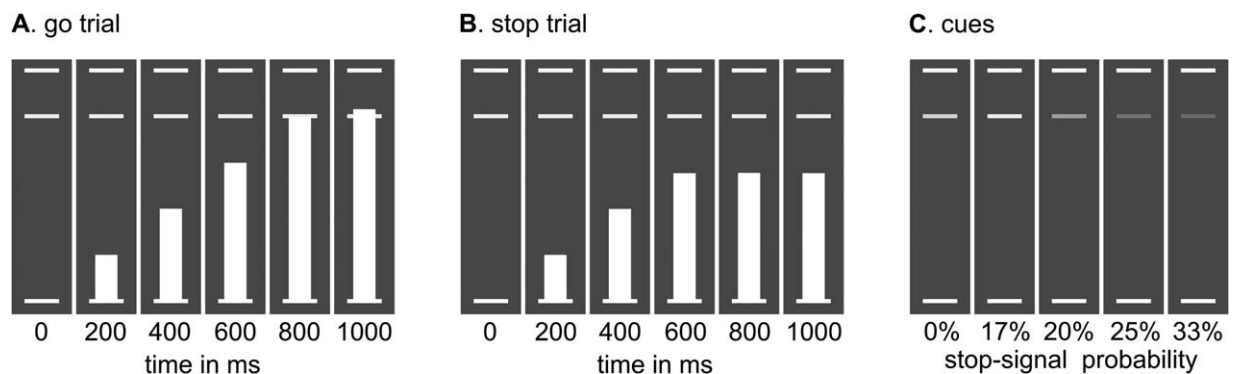 A. go trial
B. stop trial
C. cues
0 200 400 600 800 1000
time in ms
0 200 400 600 800 1000
time in ms
0% 17% 20% 25% 33%
stop-signal probability